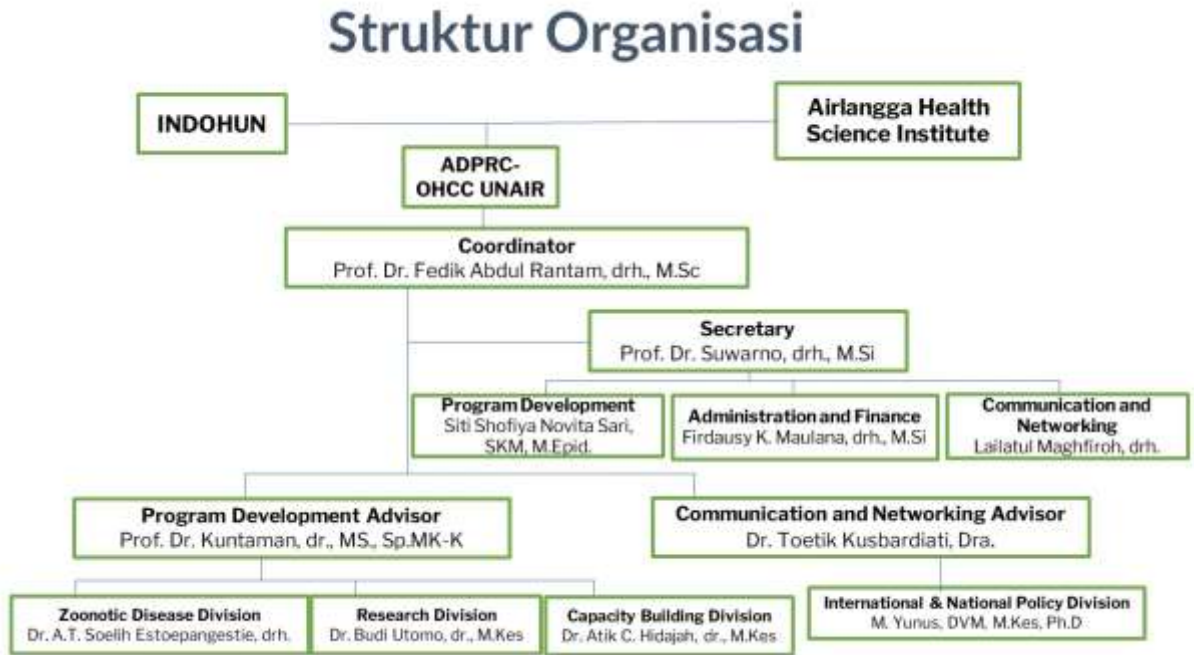 Struktur Organisasi
INDOHUN
Airlangga Health
Science Institute
ADPRC-
OHCC UNAIR
Coordinator
Prof. Dr. Fedik Abdul Rantam, drh., M.Sc
Secretary
Prof. Dr. Suwarno, drh., M.Si
Program Development
Siti Shofiya Novita Sari,
SKM, M.Epid.
Administration and Finance
Firdausy K. Maulana, drh., M.Si
Communication and
Networking
Lailatul Maghfiroh, drh.
Program Development Advisor
Prof. Dr. Kuntaman, dr., MS., Sp.MK-K
Communication and Networking Advisor
Dr. Toetik Kusbardiati, Dra.
Zoonotic Disease Division
Dr. A.T. Soelih Estoepangestie, drh.
Research Division
Dr. Budi Utomo, dr., M.Kes
Capacity Building Division
Dr. Atik C. Hidajah, dr., M.Kes
International & National Policy Division
M. Yunus, DVM, M.Kes, Ph.D